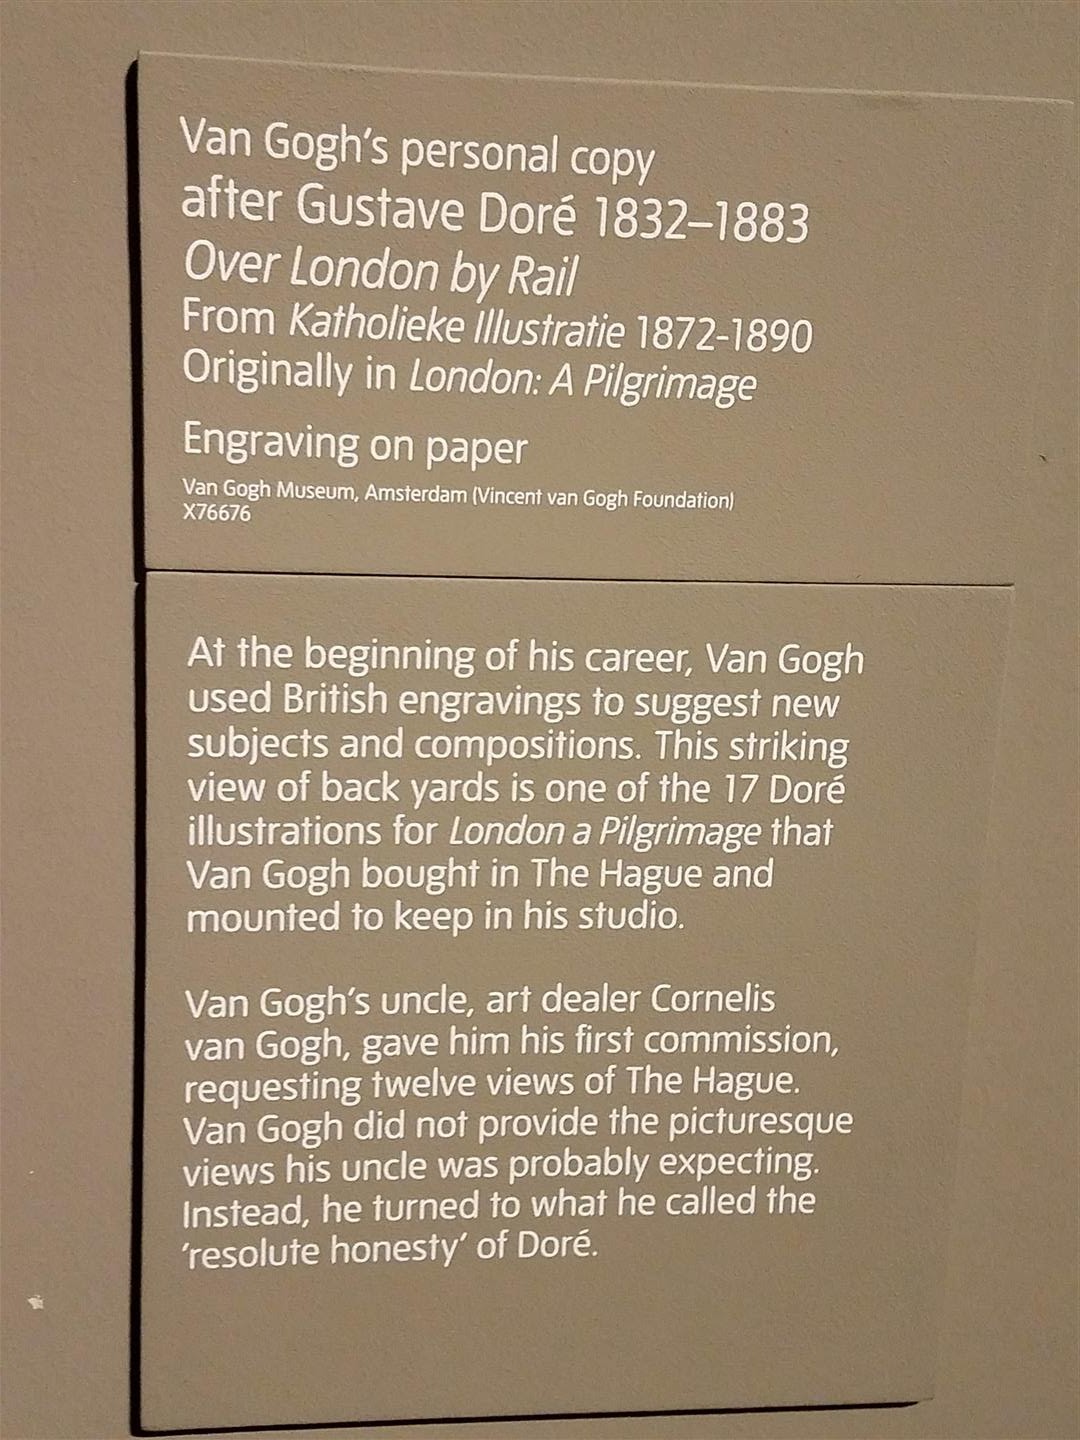 Van Gogh's personal copy
after Gustave Doré 1832–1883
Over London by Rail
From Katholieke Illustratie 1872-1890
Originally in London: A Pilgrimage
Engraving on paper
Van Gogh Museum, Amsterdam (Vincent van Gogh Foundation)
X76676
At the beginning of his career, Van Gogh
used British engravings to suggest new
subjects and compositions. This striking
view of back yards is one of the 17 Doré
illustrations for London a Pilgrimage that
Van Gogh bought in The Hague and
mounted to keep in his studio.
Van Gogh's uncle, art dealer Cornelis
van Gogh, gave him his first commission,
requesting twelve views of The Hague.
Van Gogh did not provide the picturesque
views his uncle was probably expecting.
Instead, he turned to what he called the
'resolute honesty' of Doré.